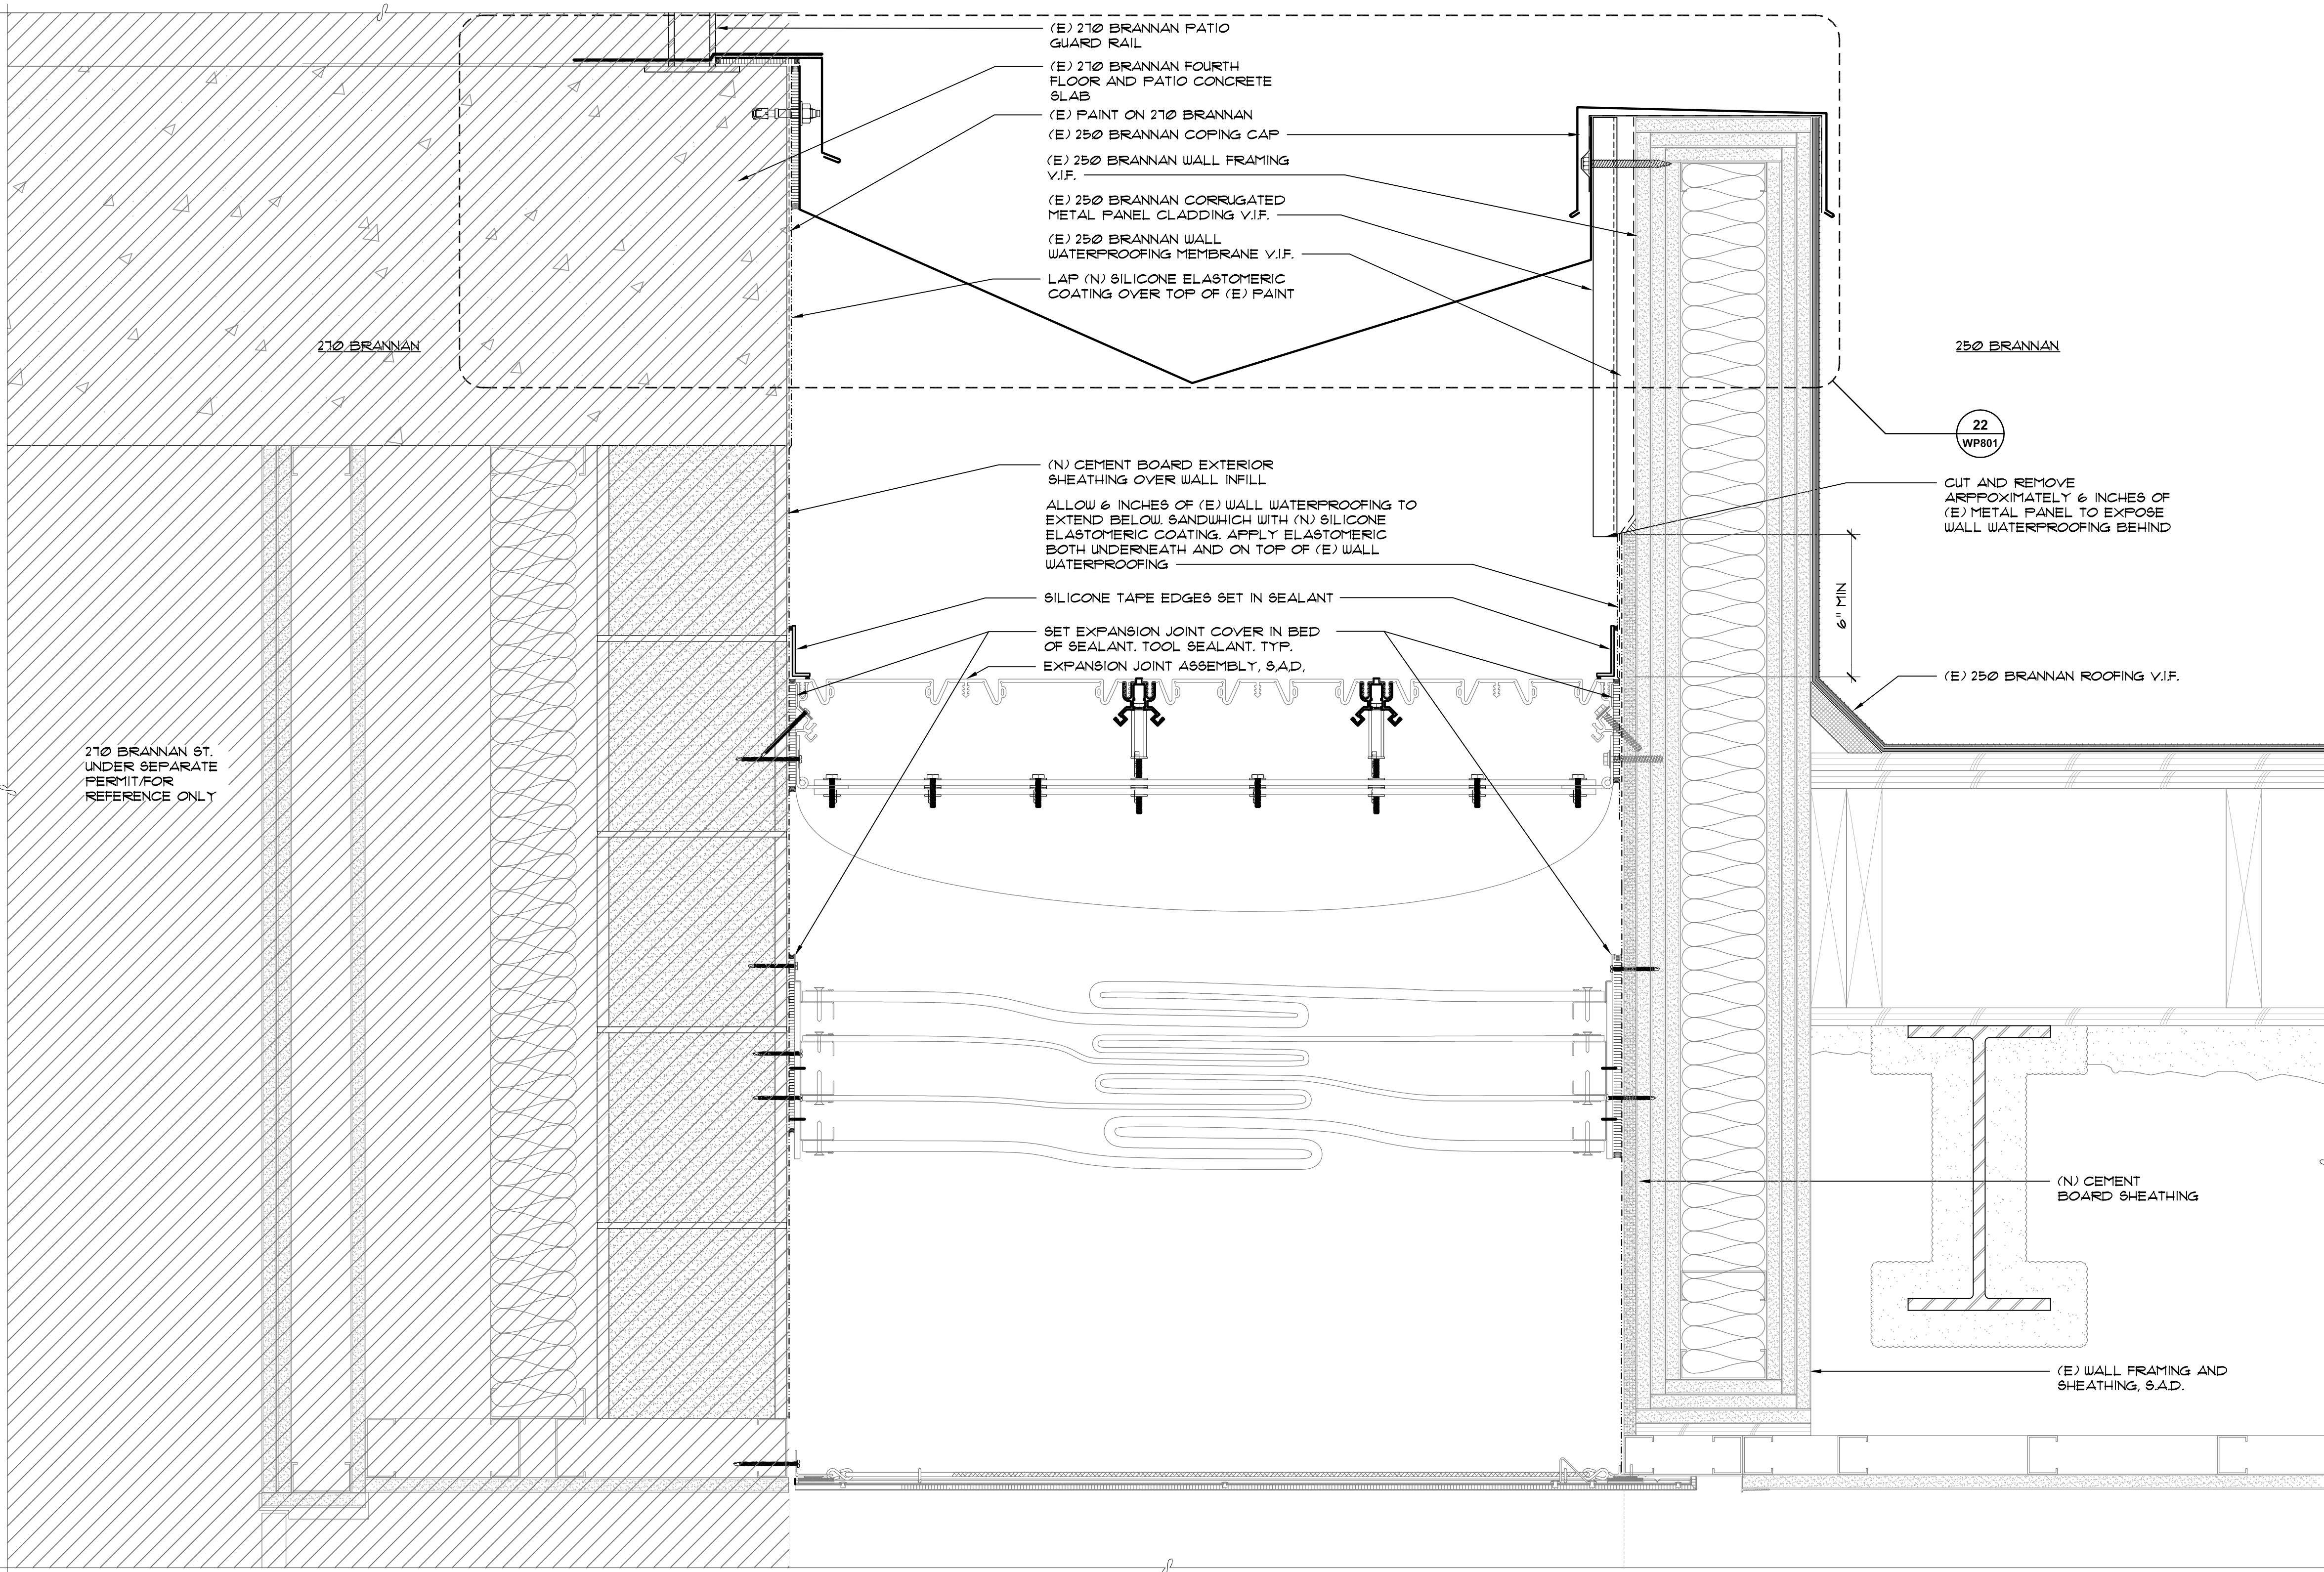 (E) 270 BRANNAN PATIO
GUARD RAIL
(E) 270 BRANNAN FOURTH
FLOOR AND PATIO CONCRETE
SLAB
(E) PAINT ON 270 BRANNAN
(E) 250 BRANNAN COPING CAP
(E) 250 BRANNAN WALL FRAMING
V.I.F.
(E) 250 BRANNAN CORRUGATED
METAL PANEL CLADDING V.I.F.
(E) 250 BRANNAN WALL
WATERPROOFING MEMBRANE V.I.F.
LAP (N) SILICONE ELASTOMERIC
COATING OVER TOP OF (E) PAINT
270 BRANNAN
250 BRANNAN
22
WP801
(N) CEMENT BOARD EXTERIOR
SHEATHING OVER WALL INFILL
ALLOW 6 INCHES OF (E) WALL WATERPROOFING TO
EXTEND BELOW. SANDWHICH WITH (N) SILICONE
ELASTOMERIC COATING. APPLY ELASTOMERIC
BOTH UNDERNEATH AND ON TOP OF (E) WALL
WATERPROOFING
CUT AND REMOVE
ARPPOXIMATELY 6 INCHES OF
(E) METAL PANEL TO EXPOSE
WALL WATERPROOFING BEHIND
6" MIN
SILICONE TAPE EDGES SET IN SEALANT
SET EXPANSION JOINT COVER IN BED
OF SEALANT. TOOL SEALANT. TYP.
EXPANSION JOINT ASSEMBLY, S,A,D,
(E) 250 BRANNAN ROOFING V.I.F.
270 BRANNAN ST.
UNDER SEPARATE
PERMIT/FOR
REFERENCE ONLY
(N) CEMENT
BOARD SHEATHING
(E) WALL FRAMING AND
SHEATHING, S.A.D.